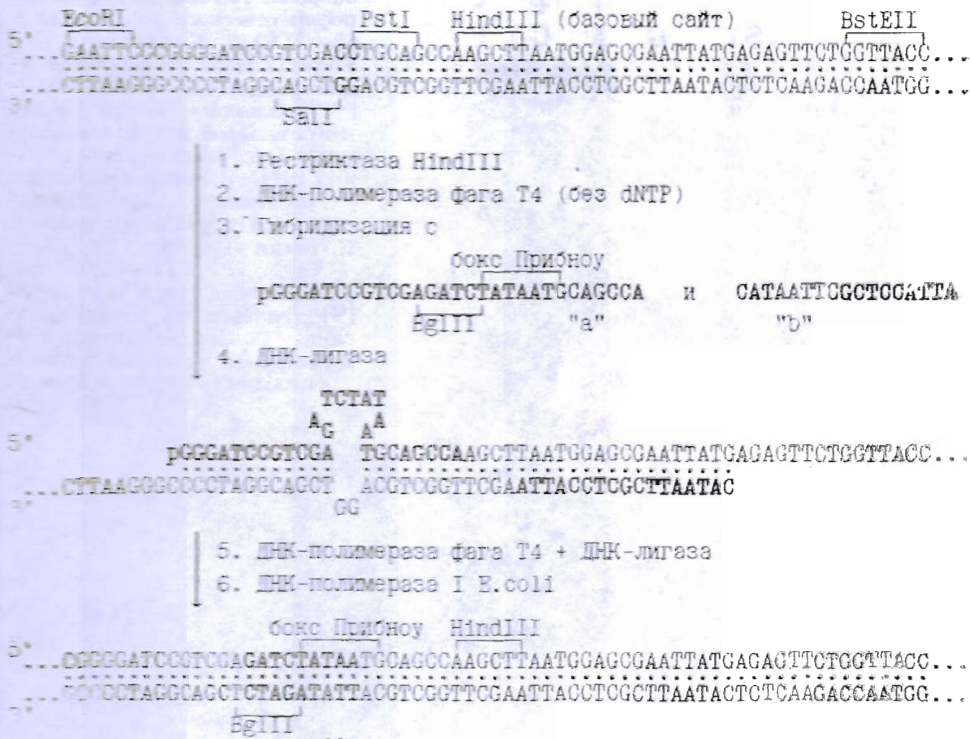 EcoRI PstI HindIII (базовый сайт) BstEII
5'
...GAATTCCCGGGGATCCGTCGACCTGCAGCCAAGCTTAATGGAGCGAATTATGAGAGTTCTGGTTACC...
...CTTAAGGGCCCCTAGGCAGCTGGACGTCGGTTCGAATTACCTCGCTTAATACTCTCAAGACCAATGG...
3'
SalI
1. Рестриктаза HindIII
2. ДНК-полимераза фага T4 (без dNTP)
3. Гибридизация с
бокс Прибноу
pGGGATCCGTCGAGATCTATAATGCAGCCA и CATAATTCGCTCCATTA
BglII "a" "b"
4. ДНК-лигаза
TCTAT
AG AA
5'
pGGGATCCGTCGA TGCAGCCAAGCTTAATGGAGCGAATTATGAGAGTTCTGGTTACC...
...CTTAAGGGCCCCTAGGCAGCT ACGTCGGTTCGAATTACCTCGCTTAATAC
3'
GG
5. ДНК-полимераза фага T4 + ДНК-лигаза
6. ДНК-полимераза I E.coli
бокс Прибноу HindIII
5'
...CGGGGATCCGTCGAGATCTATAATGCAGCCAAGCTTAATGGAGCGAATTATGAGAGTTCTGGTTACC...
GCCCCTAGGCAGCTCTAGATATTACGTCGGTTCGAATTACCTCGCTTAATACTCTCAAGACCAATGG...
3'
BglII